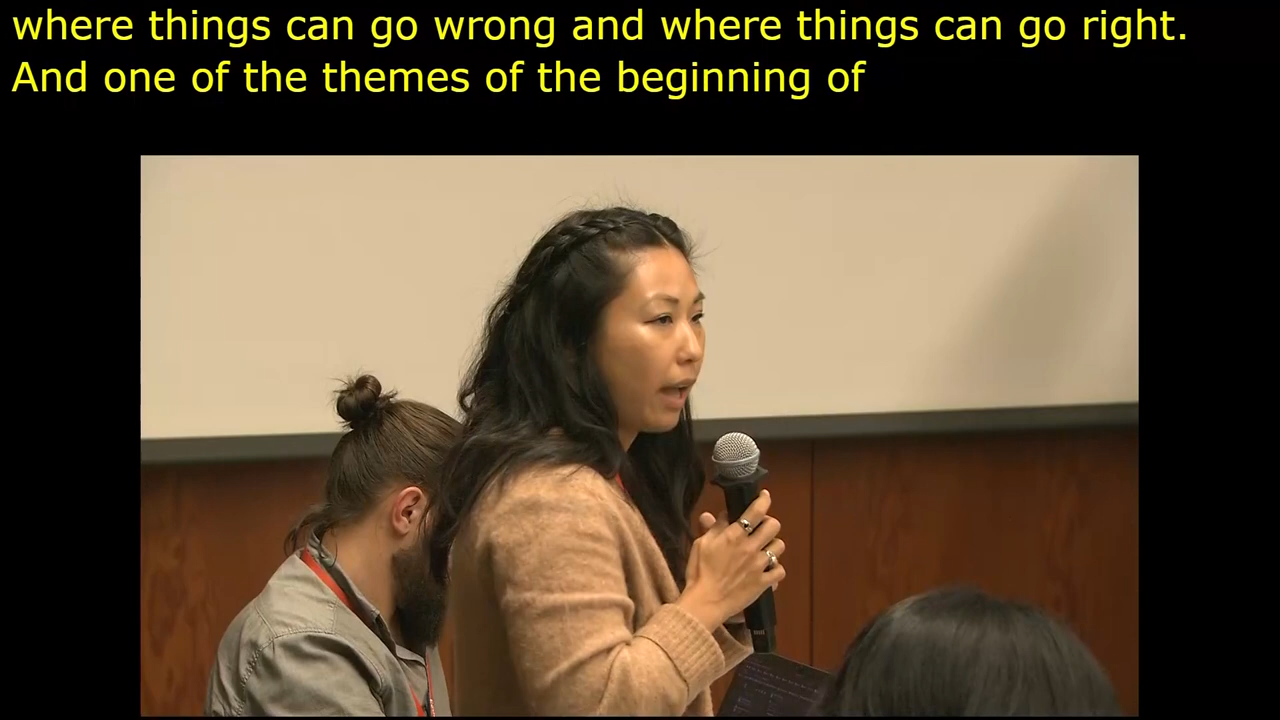 where things can go wrong and where things can go right.
And one of the themes of the beginning of